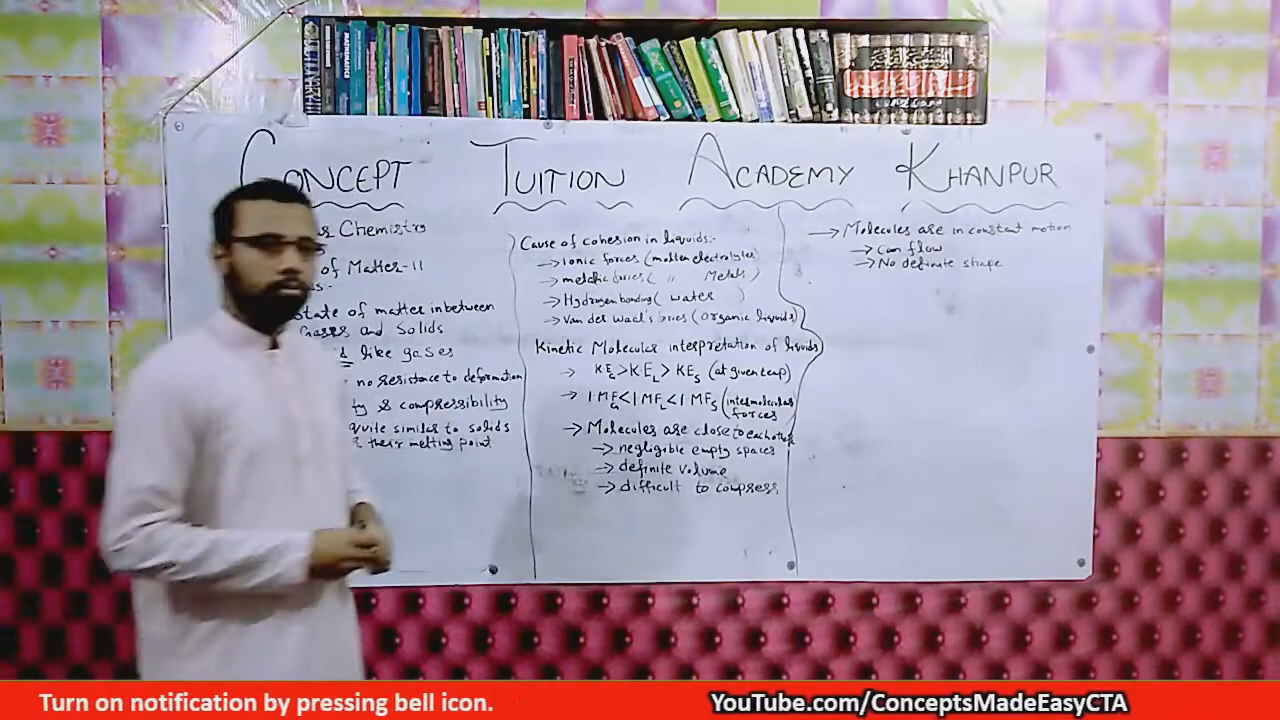 CONCEPT TUITION ACADEMY KHANPUR
of Matter-II
State of matter in between
Gases and Solids
like gases
no resistance to deformation
ty & compressibility
quite similar to solids
their melting point
Cause of cohesion in liquids:-
→ Ionic forces (molten electrolytes)
→ metallic forces ( " Metals )
→ Hydrogen bonding ( water )
→ Van der Waal's forces (organic liquids)
Kinetic Molecular interpretation of liquids
→ KE_G > KE_L > KE_S (at given temp)
→ IMF_G < IMF_L < IMF_S (intermolecular
forces
→ Molecules are close to each other
→ negligible empty spaces
→ definite volume
→ difficult to compress
→ Molecules are in constant motion
→ Can flow
→ No definite shape
Turn on notification by pressing bell icon.
YouTube.com/ConceptsMadeEasyCTA